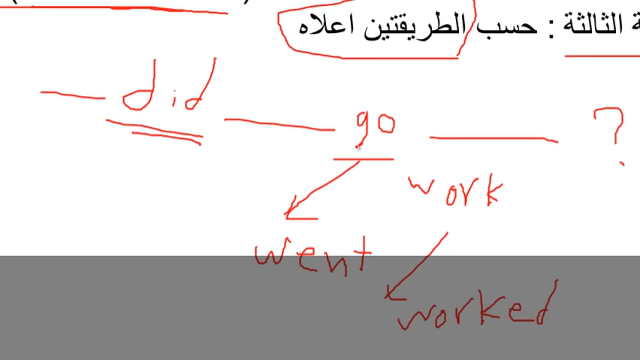 الثالثة : حسب الطريقتين اعلاه
did go ?
work
went
worked